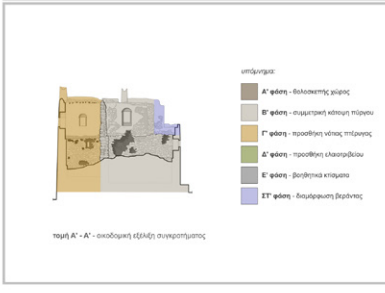 υπόμνημα:
Α' φάση - θολοσκεπής χώρος
Β' φάση - συμμετρική κάτοψη πύργου
Γ' φάση - προσθήκη νότιας πτέρυγας
Δ' φάση - προσθήκη ελαιοτριβείου
Ε' φάση - βοηθητικά κτίσματα
ΣΤ' φάση - διαμόρφωση βεράντας
τομή Α' - Α' - οικοδομική εξέλιξη συγκροτήματος